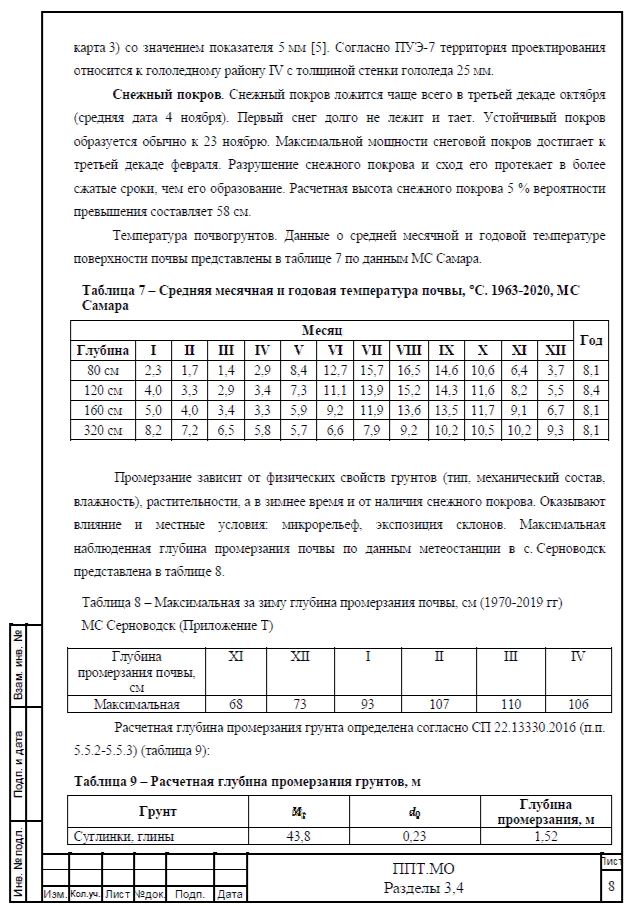 карта 3) со значением показателя 5 мм [5]. Согласно ПУЭ-7 территория проектирования
относится к гололедному району IV с толщиной стенки гололеда 25 мм.
Снежный покров. Снежный покров ложится чаще всего в третьей декаде октября
(средняя дата 4 ноября). Первый снег долго не лежит и тает. Устойчивый покров
образуется обычно к 23 ноябрю. Максимальной мощности снеговой покров достигает к
третьей декаде февраля. Разрушение снежного покрова и сход его протекает в более
сжатые сроки, чем его образование. Расчетная высота снежного покрова 5 % вероятности
превышения составляет 58 см.
Температура почвогрунтов. Данные о средней месячной и годовой температуре
поверхности почвы представлены в таблице 7 по данным МС Самара.
Таблица 7 – Средняя месячная и годовая температура почвы, °С. 1963-2020, МС
Самара
Месяц Год
Глубина I II III IV V VI VII VIII IX X XI XII
80 см 2,3 1,7 1,4 2,9 8,4 12,7 15,7 16,5 14,6 10,6 6,4 3,7 8,1
120 см 4,0 3,3 2,9 3,4 7,3 11,1 13,9 15,2 14,3 11,6 8,2 5,5 8,4
160 см 5,0 4,0 3,4 3,3 5,9 9,2 11,9 13,6 13,5 11,7 9,1 6,7 8,1
320 см 8,2 7,2 6,5 5,8 5,7 6,6 7,9 9,2 10,2 10,5 10,2 9,3 8,1
Промерзание зависит от физических свойств грунтов (тип, механический состав,
влажность), растительности, а в зимнее время и от наличия снежного покрова. Оказывают
влияние и местные условия: микрорельеф, экспозиция склонов. Максимальная
наблюденная глубина промерзания почвы по данным метеостанции в с. Серноводск
представлена в таблице 8.
Таблица 8 – Максимальная за зиму глубина промерзания почвы, см (1970-2019 гг)
МС Серноводск (Приложение Т)
Глубина XI XII I II III IV
промерзания почвы,
см
Максимальная 68 73 93 107 110 106
Расчетная глубина промерзания грунта определена согласно СП 22.13330.2016 (п.п.
5.5.2-5.5.3) (таблица 9):
Таблица 9 – Расчетная глубина промерзания грунтов, м
Грунт Mt d0 Глубина
промерзания, м
Суглинки, глины 43,8 0,23 1,52
Взам. инв. №
Подп. и дата
Инв. № подл.
Изм. Кол.уч. Лист №док. Подп. Дата
ППТ.МО
Разделы 3,4
Лист
8